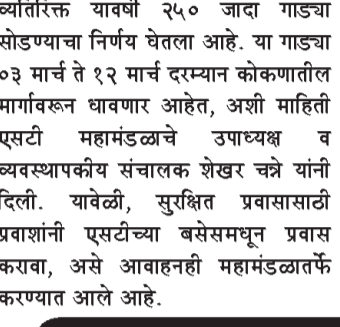 व्यतिरिक्त यावर्षी २५० जादा गाड्या
सोडण्याचा निर्णय घेतला आहे. या गाड्या
०३ मार्च ते १२ मार्च दरम्यान कोकणातील
मार्गावरून धावणार आहेत, अशी माहिती
एसटी महामंडळाचे उपाध्यक्ष व
व्यवस्थापकीय संचालक शेखर चन्ने यांनी
दिली. यावेळी, सुरक्षित प्रवासासाठी
प्रवाशांनी एसटीच्या बसेसमधून प्रवास
करावा, असे आवाहनही महामंडळातर्फे
करण्यात आले आहे.